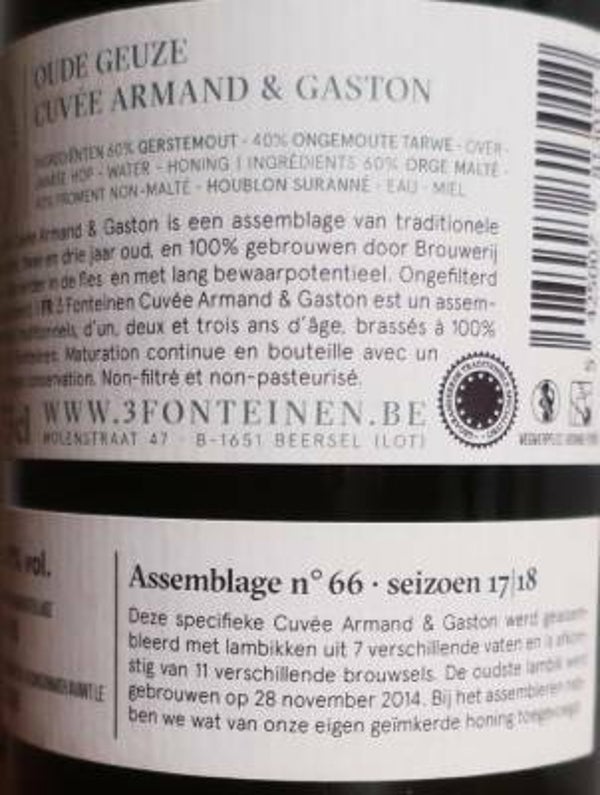 OUDE GEUZE
CUVÉE ARMAND & GASTON
60% GERSTEMOUT - 40% ONGEMOUTE TARWE - OVER-
HOP - WATER - HONING | INGRÉDIENTS 60% ORGE MALTÉ -
FROMENT NON-MALTÉ - HOUBLON SURANNÉ - EAU - MIEL
Armand & Gaston is een assemblage van traditionele
en drie jaar oud, en 100% gebrouwen door Brouwerij
in de fles en met lang bewaarpotentieel. Ongefilterd
FR 3 Fonteinen Cuvée Armand & Gaston est un assem-
d'un, deux et trois ans d'âge, brassés à 100%
Maturation continue en bouteille avec un
Non-filtré et non-pasteurisé.
cl WWW.3FONTEINEN.BE
MOLENSTRAAT 47 - B-1651 BEERSEL (LOT)
vol.
Assemblage n° 66 · seizoen 17|18
Deze specifieke Cuvée Armand & Gaston werd
bleerd met lambikken uit 7 verschillende vaten en is
stig van 11 verschillende brouwsels. De oudste lambik
gebrouwen op 28 november 2014. Bij het assembleren
ben we wat van onze eigen geïmkerde honing